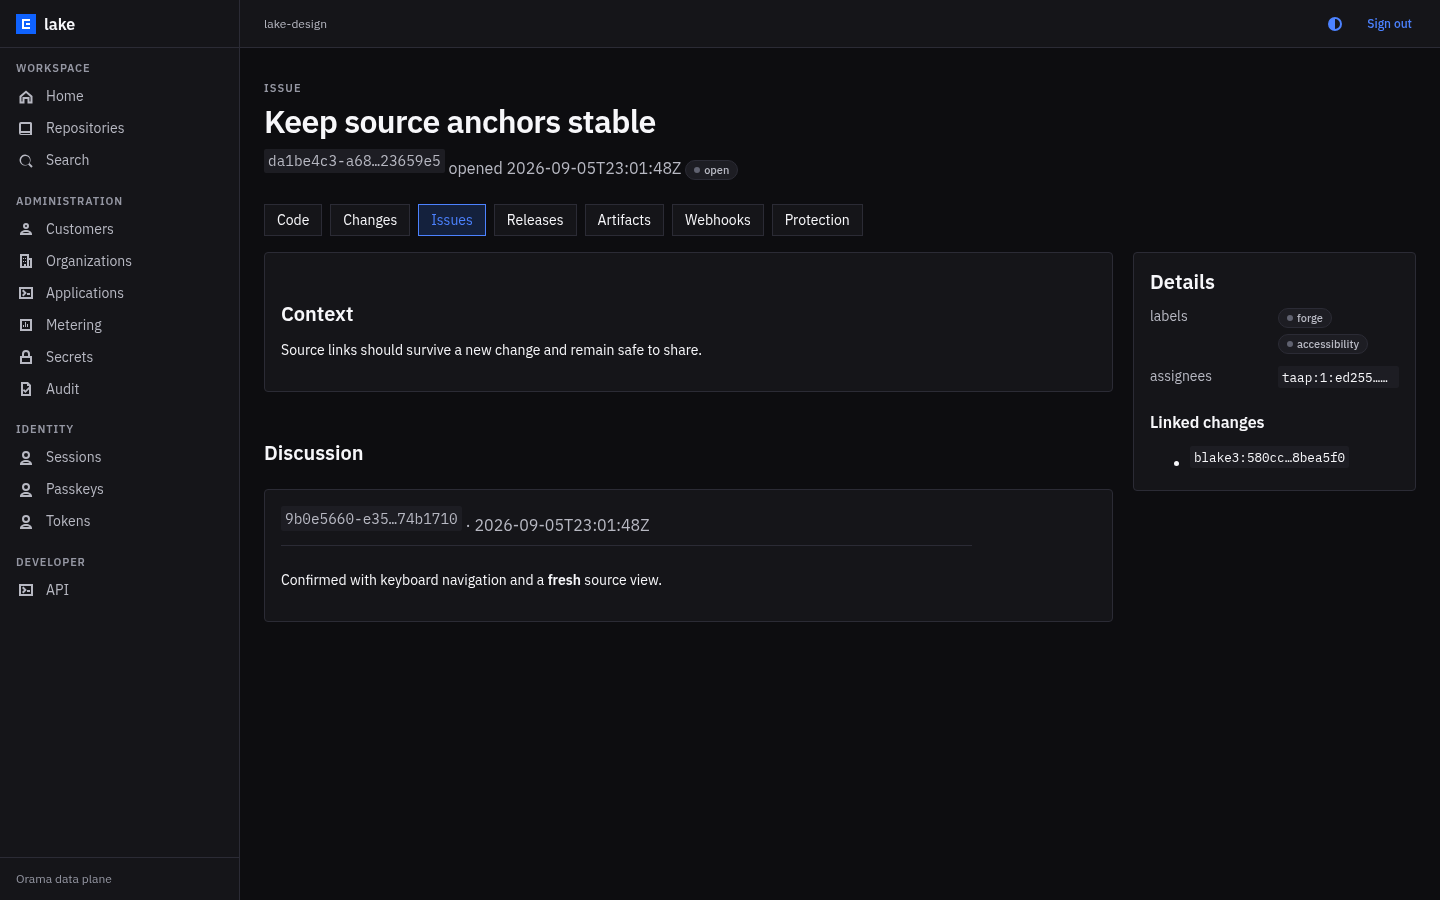 lake
lake-design
Sign out
WORKSPACE
Home
Repositories
Search
ADMINISTRATION
Customers
Organizations
Applications
Metering
Secrets
Audit
IDENTITY
Sessions
Passkeys
Tokens
DEVELOPER
API
Orama data plane
ISSUE
Keep source anchors stable
da1be4c3-a68…23659e5 opened 2026-09-05T23:01:48Z open
Code Changes Issues Releases Artifacts Webhooks Protection
Context
Source links should survive a new change and remain safe to share.
Discussion
9b0e5660-e35…74b1710 · 2026-09-05T23:01:48Z
Confirmed with keyboard navigation and a fresh source view.
Details
labels forge
accessibility
assignees taap:1:ed255……
Linked changes
blake3:580cc…8bea5f0